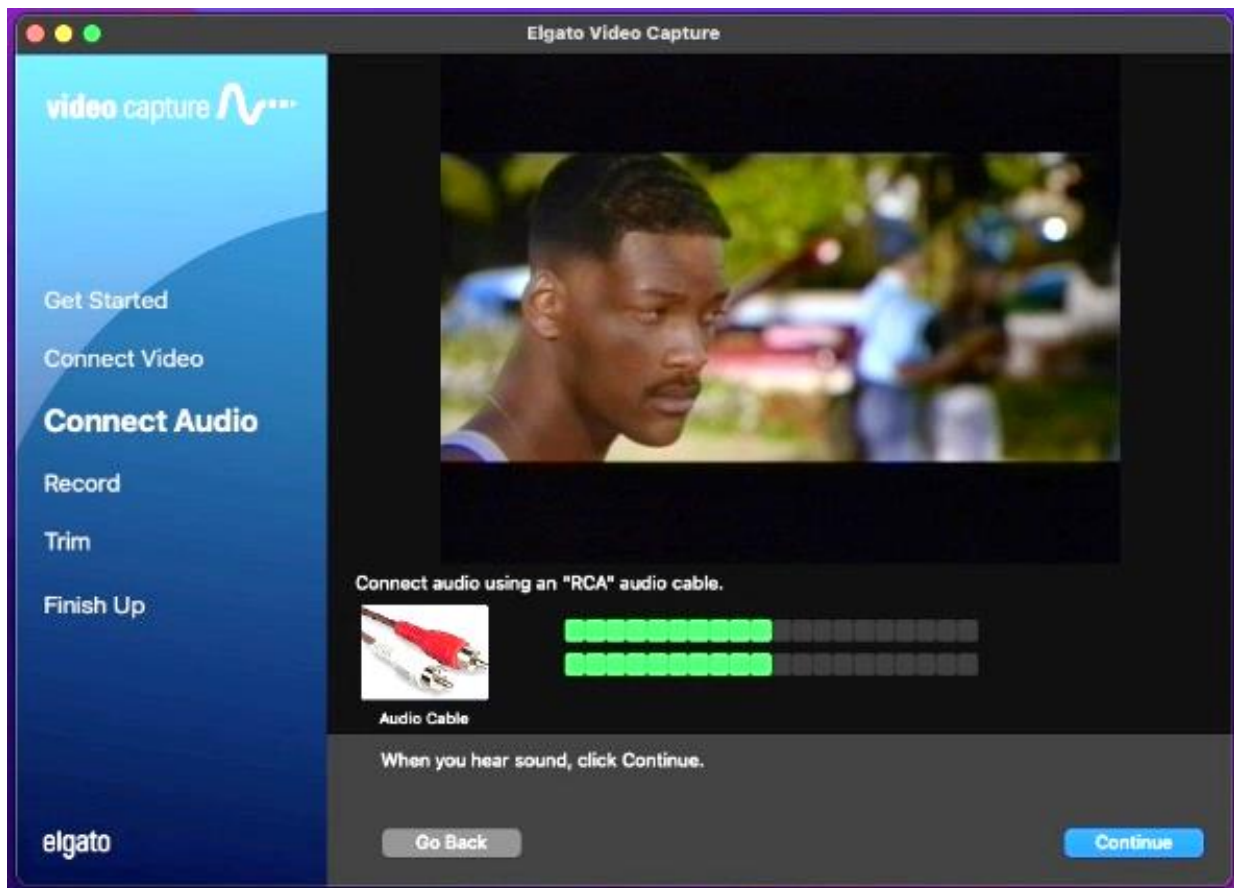 Elgato Video Capture
video capture
Get Started
Connect Video
Connect Audio
Record
Trim
Finish Up
elgato
Connect audio using an "RCA" audio cable.
Audio Cable
When you hear sound, click Continue.
Go Back
Continue